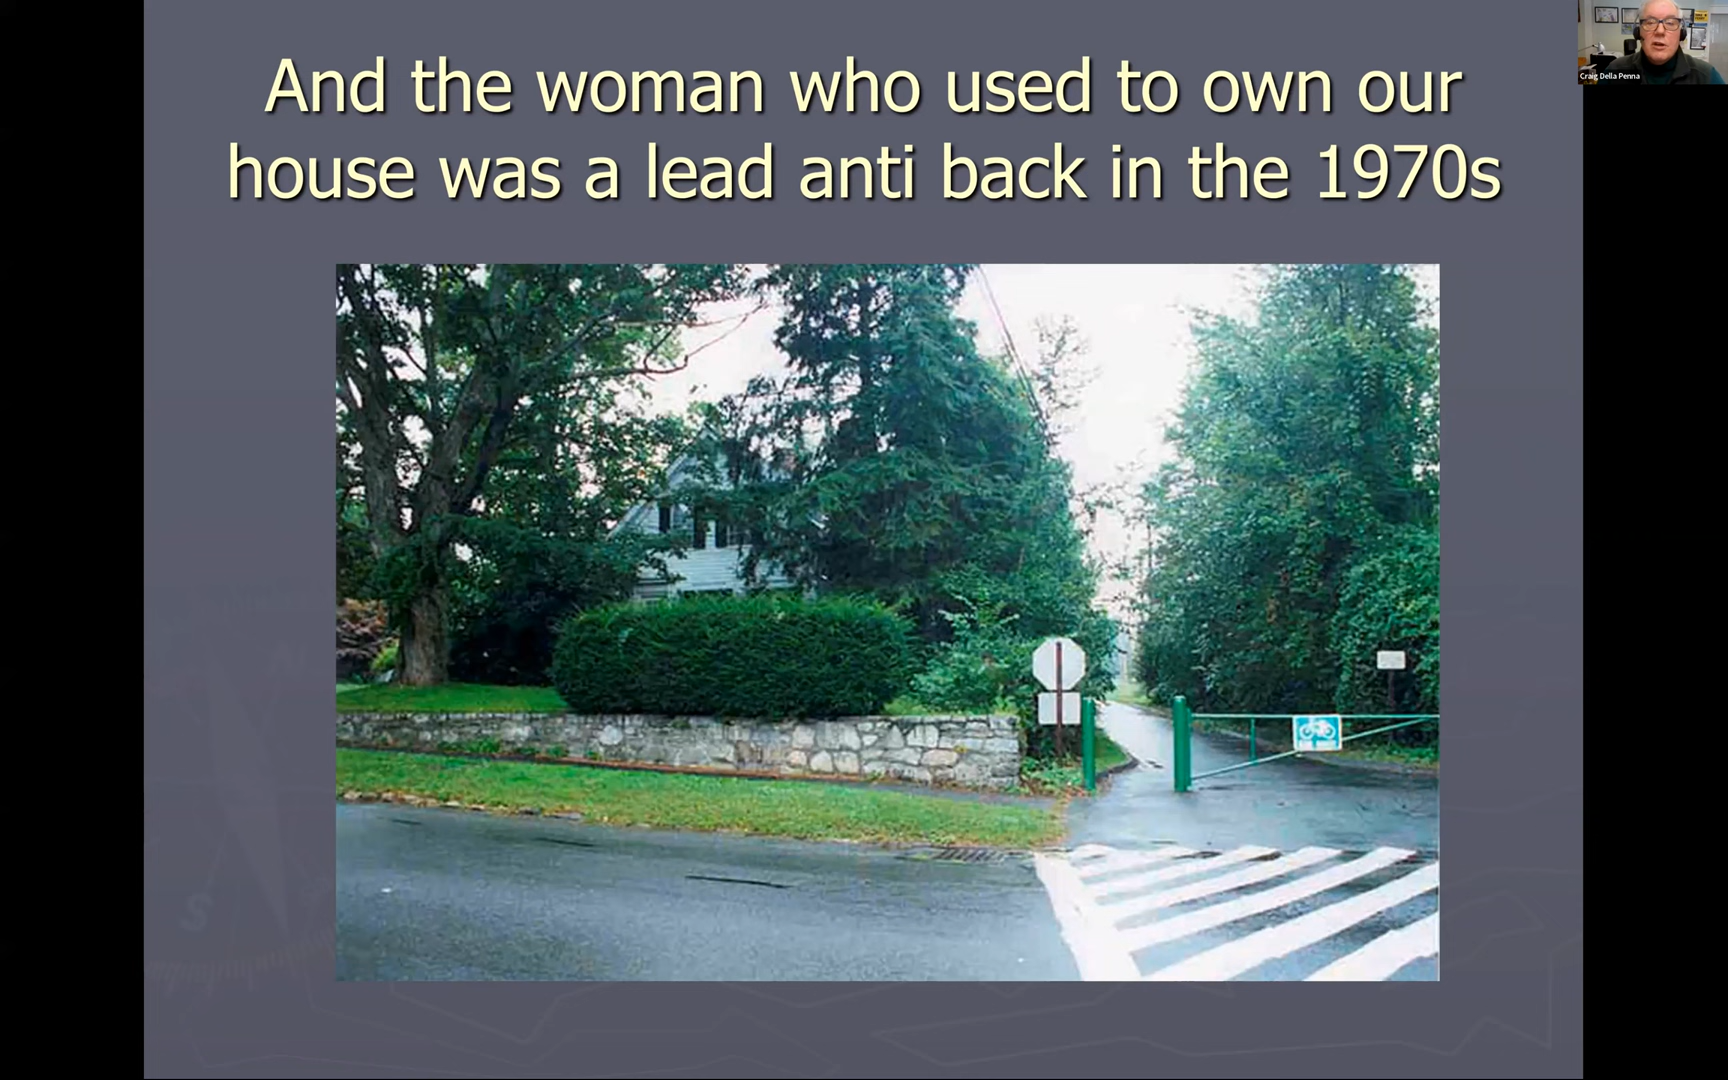 And the woman who used to own our
house was a lead anti back in the 1970s
Craig Della Penna
S